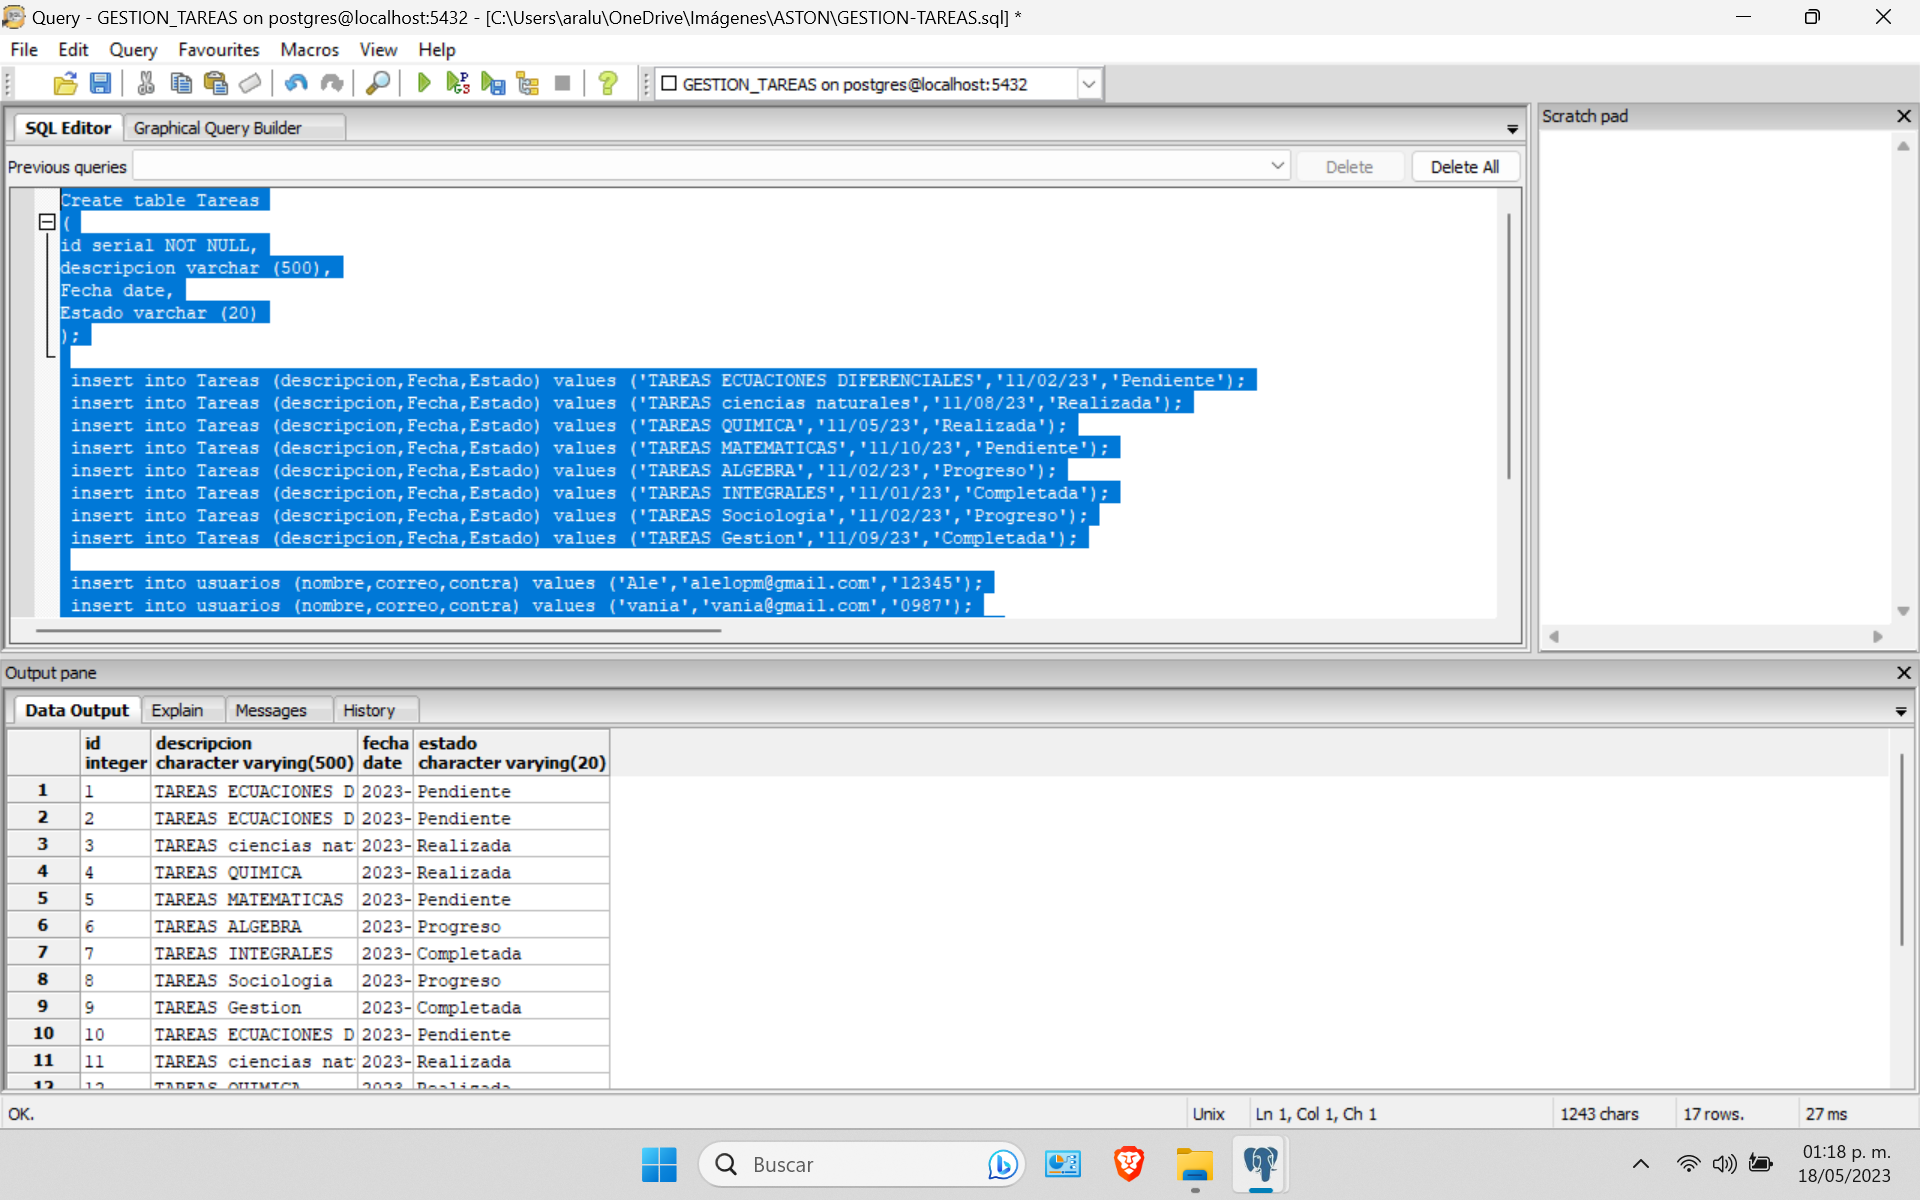 Query - GESTION_TAREAS on postgres@localhost:5432 - [C:\Users\aralu\OneDrive\Imágenes\ASTON\GESTION-TAREAS.sql] *
File Edit Query Favourites Macros View Help
GESTION_TAREAS on postgres@localhost:5432
SQL Editor Graphical Query Builder
Scratch pad
Previous queries Delete Delete All
Create table Tareas
(
id serial NOT NULL,
descripcion varchar (500),
Fecha date,
Estado varchar (20)
);
insert into Tareas (descripcion,Fecha,Estado) values ('TAREAS ECUACIONES DIFERENCIALES','11/02/23','Pendiente');
insert into Tareas (descripcion,Fecha,Estado) values ('TAREAS ciencias naturales','11/08/23','Realizada');
insert into Tareas (descripcion,Fecha,Estado) values ('TAREAS QUIMICA','11/05/23','Realizada');
insert into Tareas (descripcion,Fecha,Estado) values ('TAREAS MATEMATICAS','11/10/23','Pendiente');
insert into Tareas (descripcion,Fecha,Estado) values ('TAREAS ALGEBRA','11/02/23','Progreso');
insert into Tareas (descripcion,Fecha,Estado) values ('TAREAS INTEGRALES','11/01/23','Completada');
insert into Tareas (descripcion,Fecha,Estado) values ('TAREAS Sociologia','11/02/23','Progreso');
insert into Tareas (descripcion,Fecha,Estado) values ('TAREAS Gestion','11/09/23','Completada');
insert into usuarios (nombre,correo,contra) values ('Ale','alelopm@gmail.com','12345');
insert into usuarios (nombre,correo,contra) values ('vania','vania@gmail.com','0987');
Output pane
Data Output Explain Messages History
id descripcion fecha estado
integer character varying(500) date character varying(20)
1 1 TAREAS ECUACIONES D 2023- Pendiente
2 2 TAREAS ECUACIONES D 2023- Pendiente
3 3 TAREAS ciencias nat 2023- Realizada
4 4 TAREAS QUIMICA 2023- Realizada
5 5 TAREAS MATEMATICAS 2023- Pendiente
6 6 TAREAS ALGEBRA 2023- Progreso
7 7 TAREAS INTEGRALES 2023- Completada
8 8 TAREAS Sociologia 2023- Progreso
9 9 TAREAS Gestion 2023- Completada
10 10 TAREAS ECUACIONES D 2023- Pendiente
11 11 TAREAS ciencias nat 2023- Realizada
12 12 TAREAS QUIMICA 2023 Realizada
OK. Unix Ln 1, Col 1, Ch 1 1243 chars 17 rows. 27 ms
Buscar
01:18 p. m.
18/05/2023